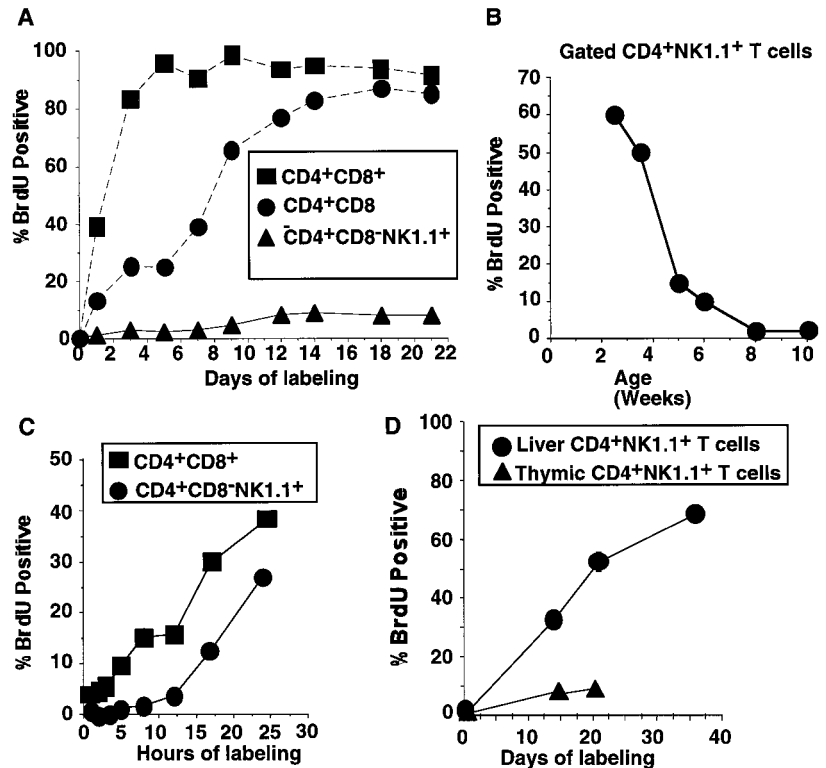 A
100
80
60
40
20
0
% BrdU Positive
CD4+CD8+
CD4+CD8
-CD4+CD8-NK1.1+
0 2 4 6 8 10 12 14 16 18 20 22
Days of labeling
B
Gated CD4+NK1.1+ T cells
70
60
50
40
30
20
10
0
% BrdU Positive
0 2 4 6 8 10
Age
(Weeks)
C
50
40
30
20
10
0
% BrdU Positive
CD4+CD8+
CD4+CD8-NK1.1+
0 5 10 15 20 25 30
Hours of labeling
D
100
80
60
40
20
0
% BrdU Positive
Liver CD4+NK1.1+ T cells
Thymic CD4+NK1.1+ T cells
0 10 20 30 40
Days of labeling